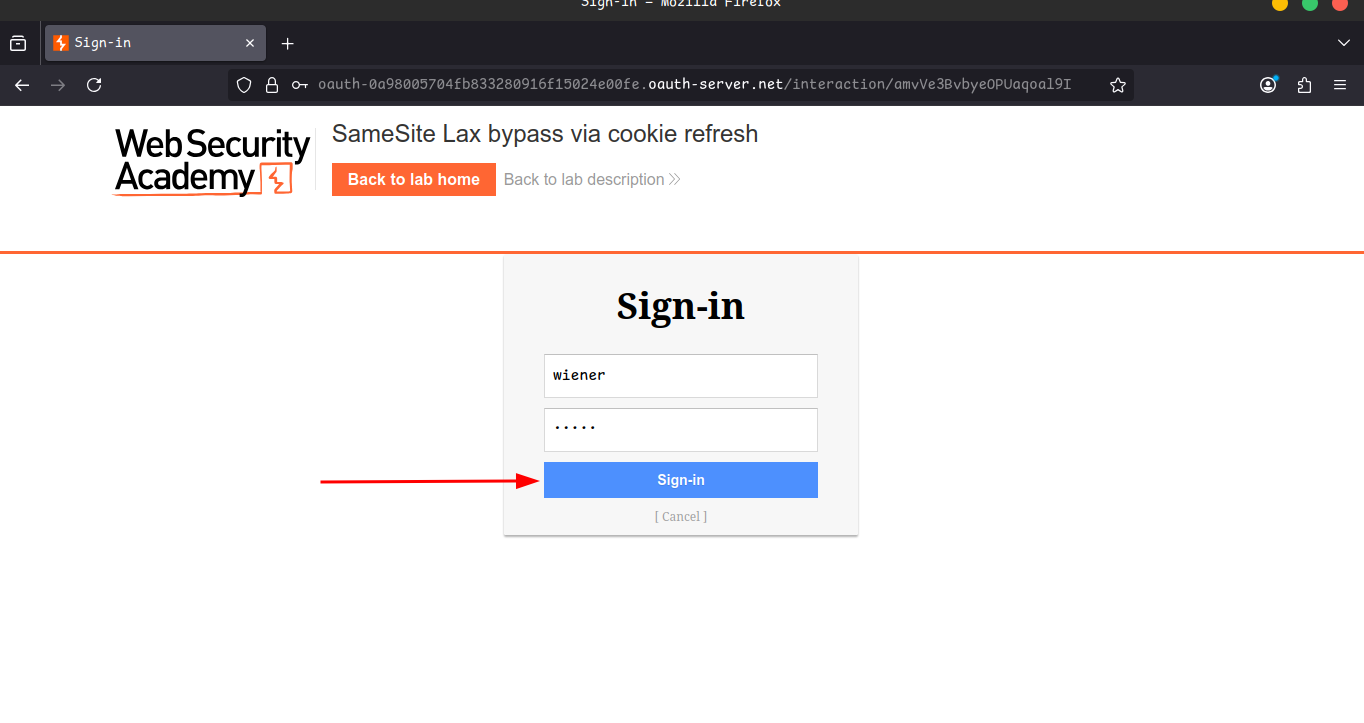 Sign-in — Mozilla Firefox
Sign-in
oauth-0a98005704fb833280916f15024e00fe.oauth-server.net/interaction/amvVe3BvbyeOPUaqoal9I
Web Security
Academy
SameSite Lax bypass via cookie refresh
Back to lab home
Back to lab description
Sign-in
wiener
•••••
Sign-in
[ Cancel ]